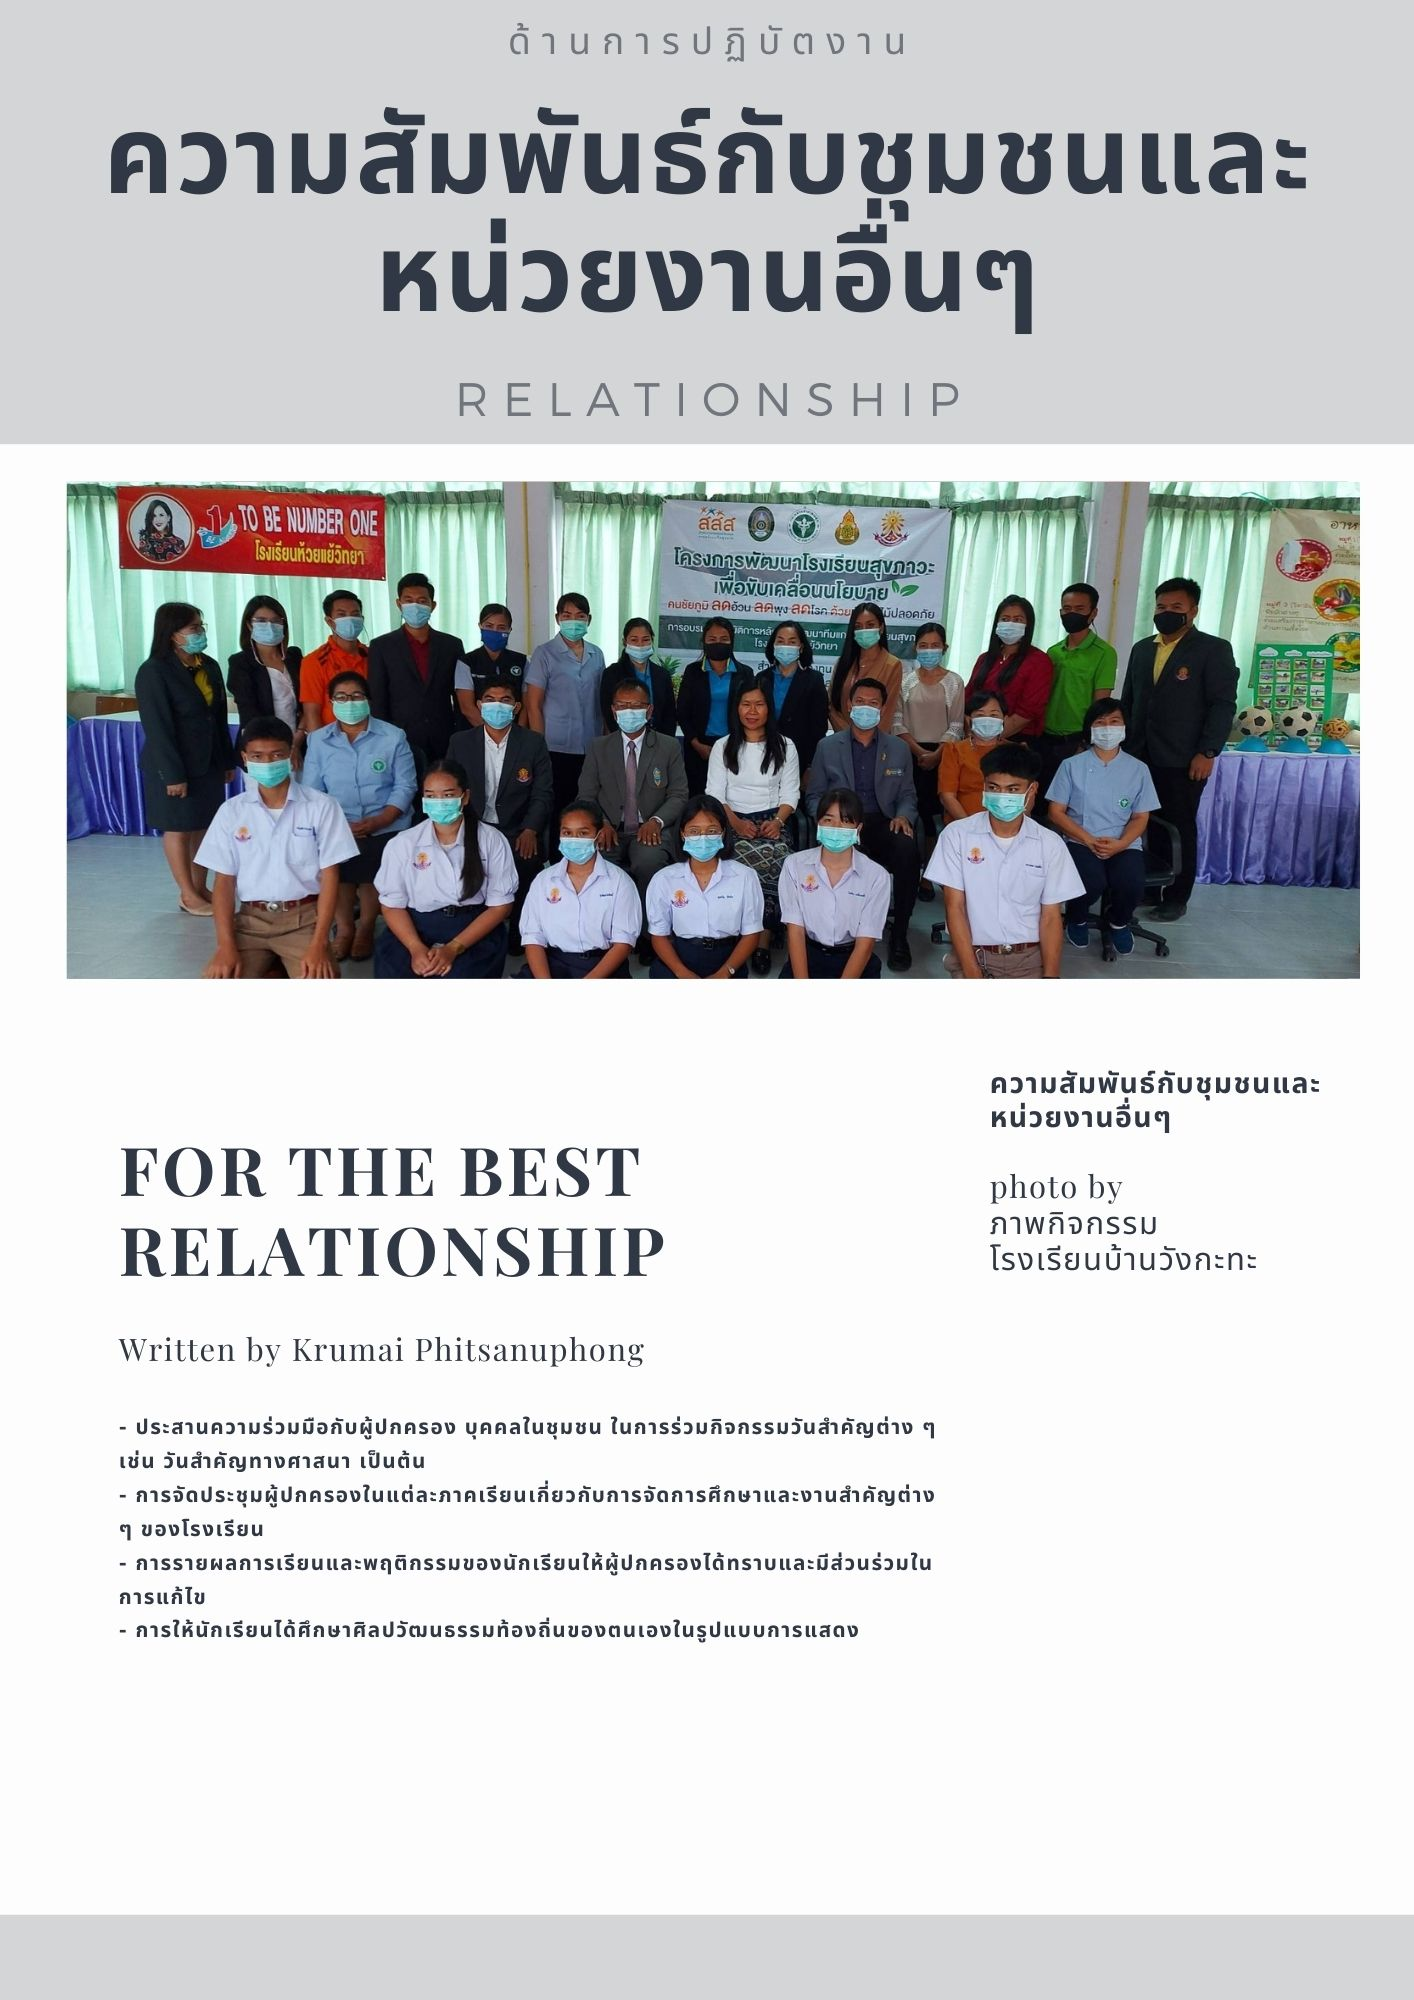 ด้านการปฏิบัตงาน
ความสัมพันธ์กับชุมชนและ
หน่วยงานอื่นๆ
RELATIONSHIP
TO BE NUMBER ONE
โรงเรียนห้วยแย้วิทยา
สสส
โครงการพัฒนาโรงเรียนสุขภาวะ
เพื่อขับเคลื่อนนโยบาย
คนชัยภูมิ ลดอ้วน ลดพุง ลดโรค ด้วย
ความสัมพันธ์กับชุมชนและ
หน่วยงานอื่นๆ
photo by
ภาพกิจกรรม
โรงเรียนบ้านวังกะทะ
FOR THE BEST
RELATIONSHIP
Written by Krumai Phitsanuphong
- ประสานความร่วมมือกับผู้ปกครอง บุคคลในชุมชน ในการร่วมกิจกรรมวันสำคัญต่าง ๆ
เช่น วันสำคัญทางศาสนา เป็นต้น
- การจัดประชุมผู้ปกครองในแต่ละภาคเรียนเกี่ยวกับการจัดการศึกษาและงานสำคัญต่าง
ๆ ของโรงเรียน
- การรายผลการเรียนและพฤติกรรมของนักเรียนให้ผู้ปกครองได้ทราบและมีส่วนร่วมใน
การแก้ไข
- การให้นักเรียนได้ศึกษาศิลปวัฒนธรรมท้องถิ่นของตนเองในรูปแบบการแสดง